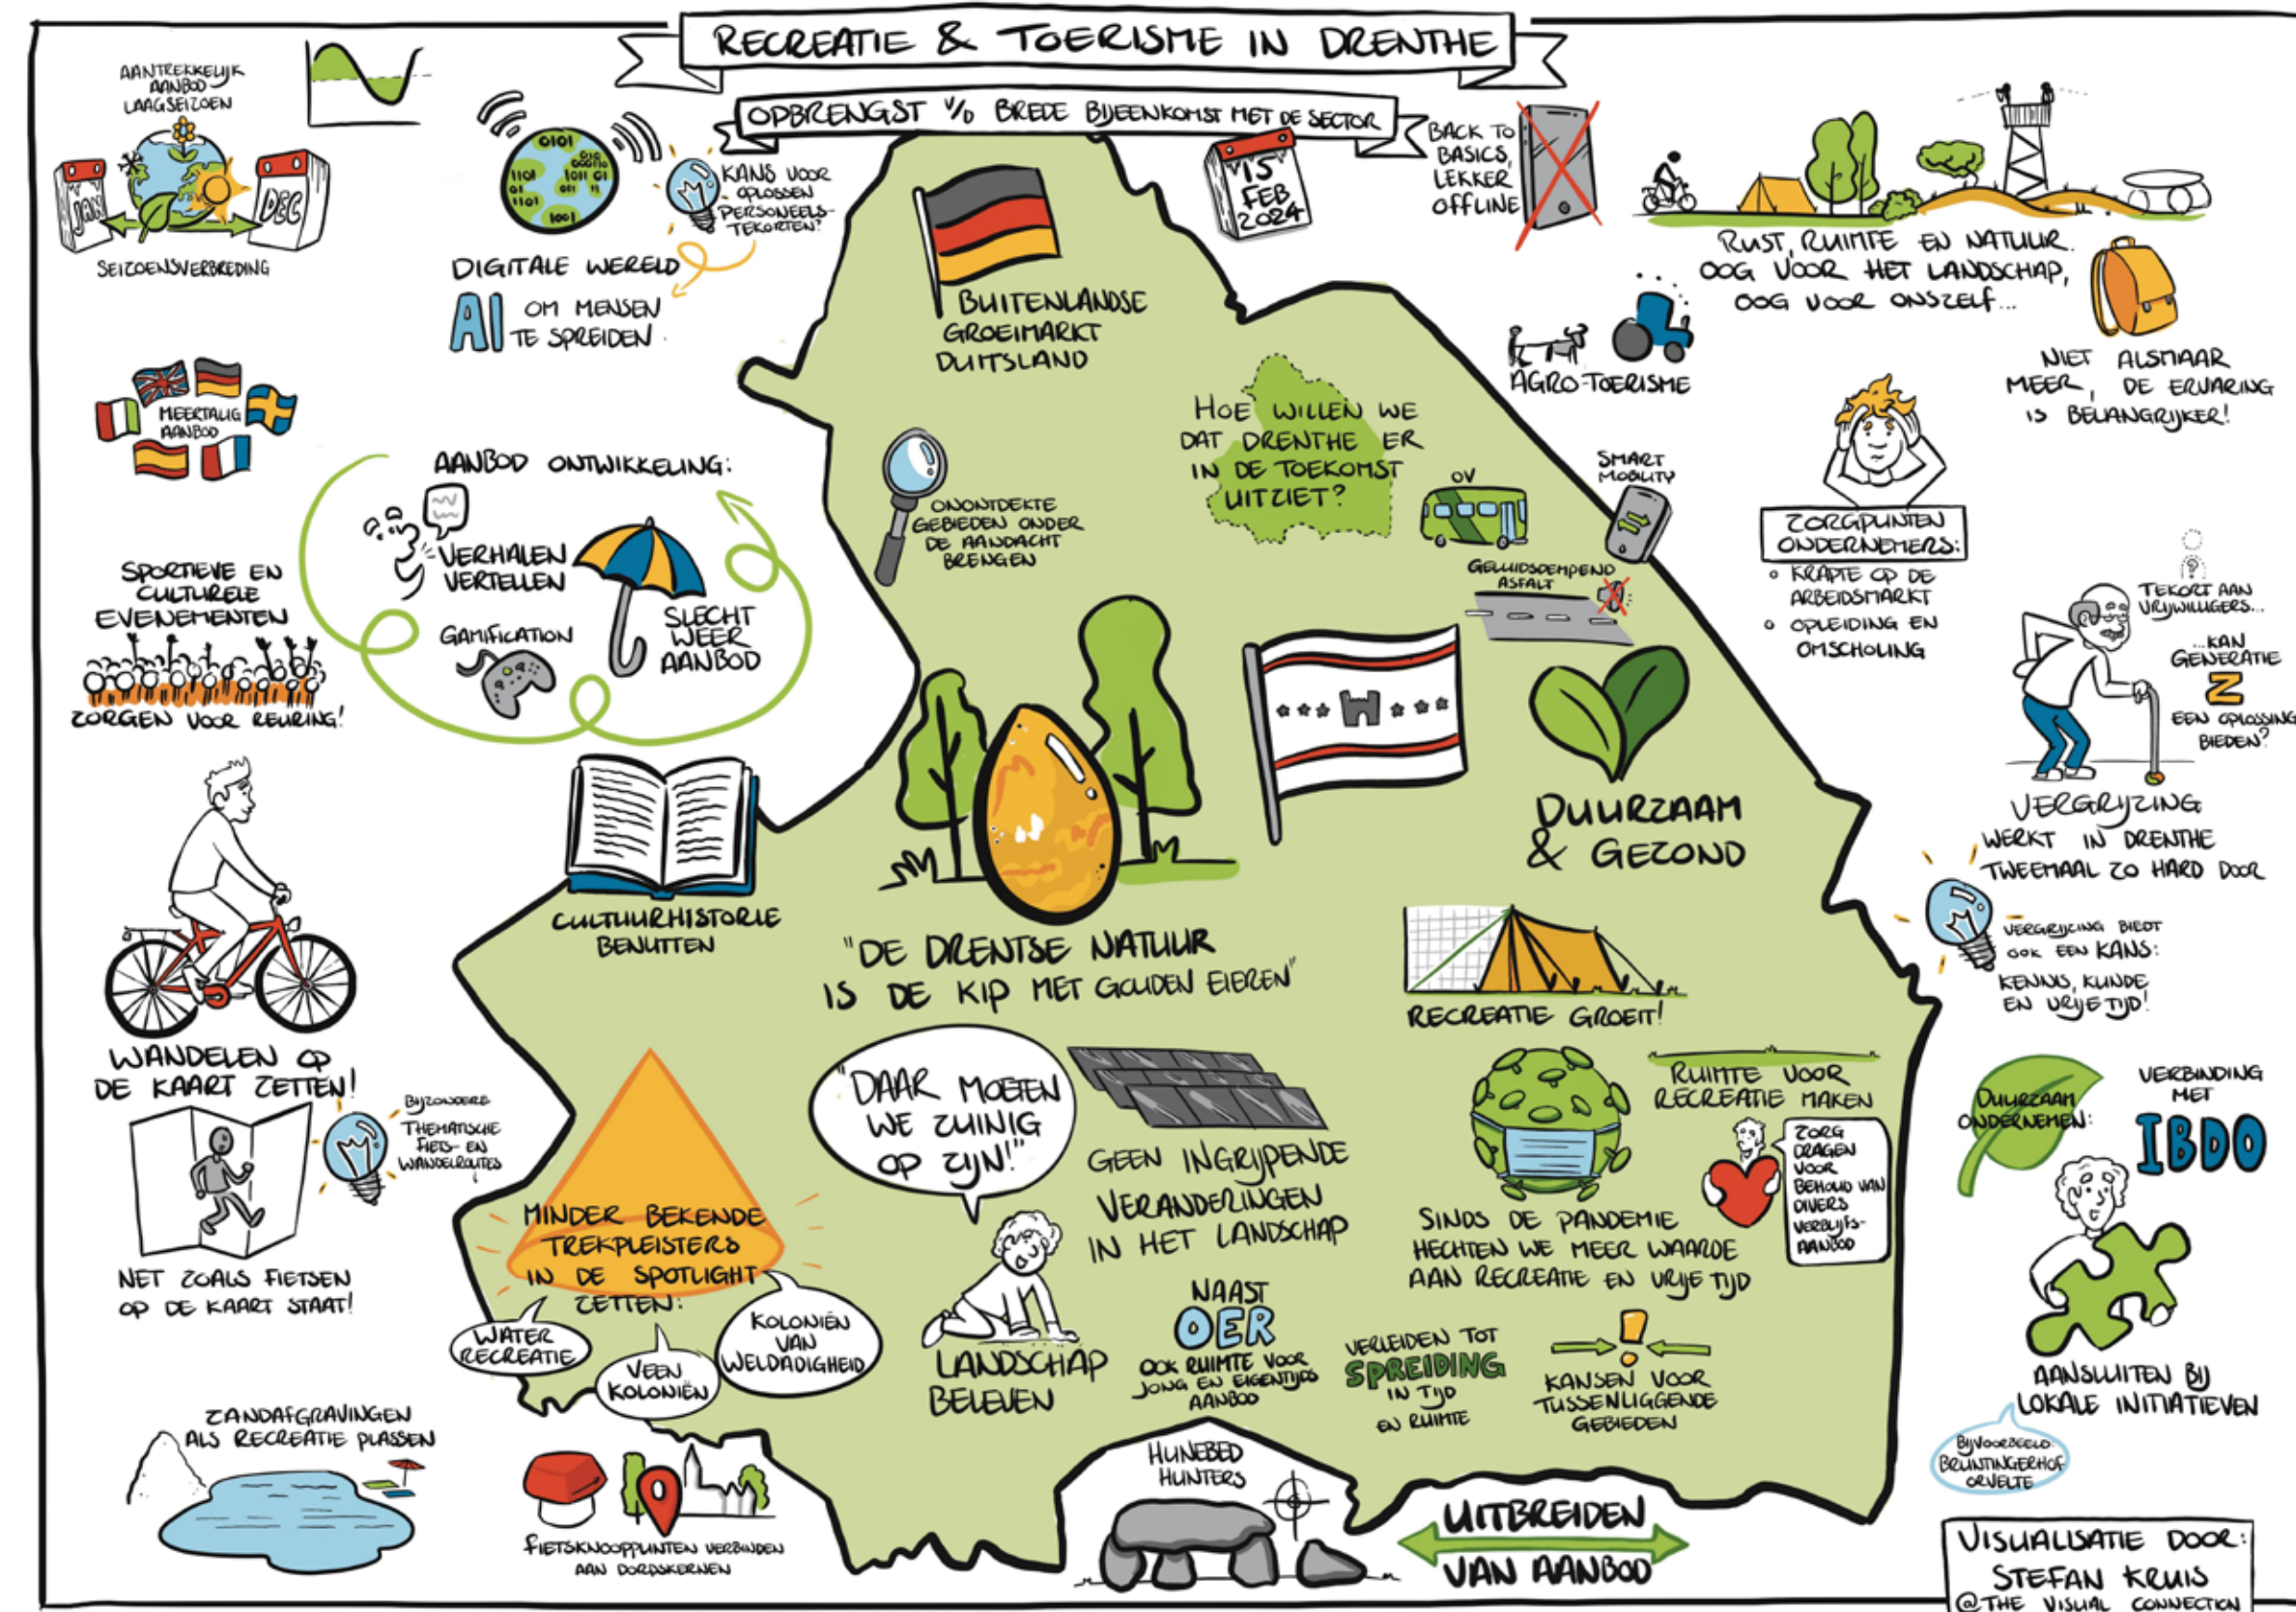 RECREATIE & TOERISME IN DRENTHE
OPBRENGST V/D BREDE BIJEENKOMST MET DE SECTOR
AANTREKKELIJK
AANBOD
LAAGSEIZOEN
JAN
DEC
SEIZOENSVERBREDING
0101
010
000110
1101
01
1101
1011 01
011 11
1001
KANS VOOR
OPLOSSEN
PERSONEELS-
TEKORTEN?
DIGITALE WERELD
AI OM MENSEN
TE SPREIDEN
MEERTALIG
AANBOD
AANBOD ONTWIKKELING:
VERHALEN
VERTELLEN
GAMIFICATION
SLECHT
WEER
AANBOD
SPORTIEVE EN
CULTURELE
EVENEMENTEN
ZORGEN VOOR REURING!
WANDELEN OP
DE KAART ZETTEN!
BIJZONDERE
THEMATISCHE
FIETS- EN
WANDELROUTES
NET ZOALS FIETSEN
OP DE KAART STAAT!
ZANDAFGRAVINGEN
ALS RECREATIE PLASSEN
FIETSKNOOPPUNTEN VERBINDEN
AAN DORPSKERNEN
CULTUURHISTORIE
BENUTTEN
BUITENLANDSE
GROEIMARKT
DUITSLAND
15
FEB
2024
ONONTDEKTE
GEBIEDEN ONDER
DE AANDACHT
BRENGEN
HOE WILLEN WE
DAT DRENTHE ER
IN DE TOEKOMST
UITZIET?
OV
SMART
MOBILITY
GELUIDSDEMPEND
ASFALT
DUURZAAM
& GEZOND
"DE DRENTSE NATUUR
IS DE KIP MET GOUDEN EIEREN"
RECREATIE GROEIT!
MINDER BEKENDE
TREKPLEISTERS
IN DE SPOTLIGHT
ZETTEN:
WATER
RECREATIE
VEEN
KOLONIËN
KOLONIËN
VAN
WELDADIGHEID
"DAAR MOETEN
WE ZUINIG
OP ZIJN!"
LANDSCHAP
BELEVEN
GEEN INGRIJPENDE
VERANDERINGEN
IN HET LANDSCHAP
NAAST
OER
OOK RUIMTE VOOR
JONG EN EIGENTIJDS
AANBOD
SINDS DE PANDEMIE
HECHTEN WE MEER WAARDE
AAN RECREATIE EN VRIJE TIJD
RUIMTE VOOR
RECREATIE MAKEN
ZORG
DRAGEN
VOOR
BEHOUD VAN
DIVERS
VERBLIJFS-
AANBOD
VERLEIDEN TOT
SPREIDING
IN TIJD
EN RUIMTE
KANSEN VOOR
TUSSENLIGGENDE
GEBIEDEN
HUNEBED
HUNTERS
UITBREIDEN
VAN AANBOD
BACK TO
BASICS,
LEKKER
OFFLINE
RUST, RUIMTE EN NATUUR.
OOG VOOR HET LANDSCHAP,
OOG VOOR ONSZELF...
AGRO-TOERISME
NIET ALSMAAR
MEER, DE ERVARING
IS BELANGRIJKER!
ZORGPUNTEN
ONDERNEMERS:
KRAPTE OP DE
ARBEIDSMARKT
OPLEIDING EN
OMSCHOLING
?
TEKORT AAN
VRIJWILLIGERS...
...KAN
GENERATIE
Z
EEN OPLOSSING
BIEDEN?
VERGRIJZING
WERKT IN DRENTHE
TWEEMAAL ZO HARD DOOR
VERGRIJZING BIEDT
OOK EEN KANS:
KENNIS, KUNDE
EN VRIJE TIJD!
DUURZAAM
ONDERNEMEN:
VERBINDING
MET
IBDO
AANSLUITEN BIJ
LOKALE INITIATIEVEN
BIJVOORBEELD:
BRUNTINGERHOF
ORVELTE
VISUALISATIE DOOR:
STEFAN KRUIS
@THE VISUAL CONNECTION